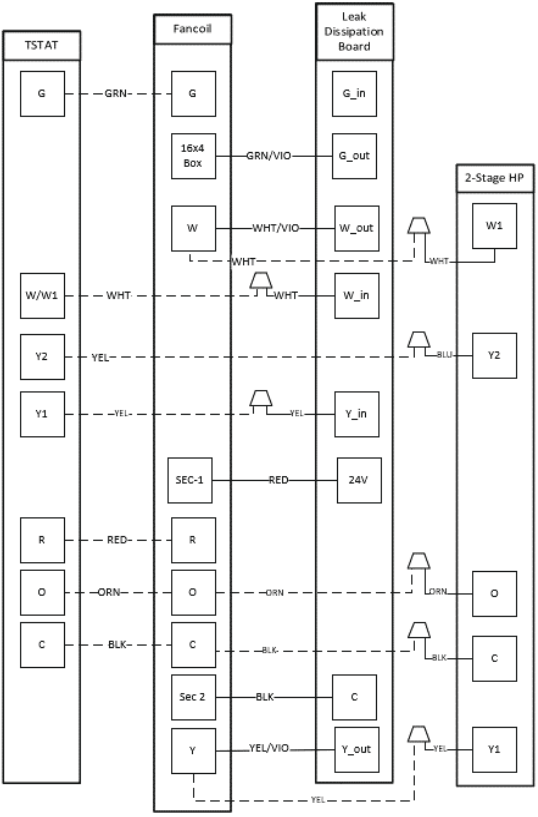 TSTAT
Fancoil
Leak
Dissipation
Board
2-Stage HP
G
GRN
G
G_in
16x4
Box
GRN/VIO
G_out
W
WHT/VIO
W_out
W1
WHT
WHT
W/W1
WHT
WHT
W_in
Y2
YEL
BLU
Y2
Y1
YEL
YEL
Y_in
SEC-1
RED
24V
R
RED
R
O
ORN
O
ORN
ORN
O
C
BLK
C
BLK
BLK
C
Sec 2
BLK
C
Y
YEL/VIO
Y_out
YEL
Y1
YEL